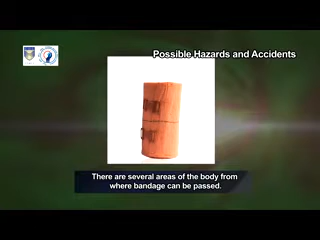 Possible Hazards and Accidents
There are several areas of the body from
where bandage can be passed.